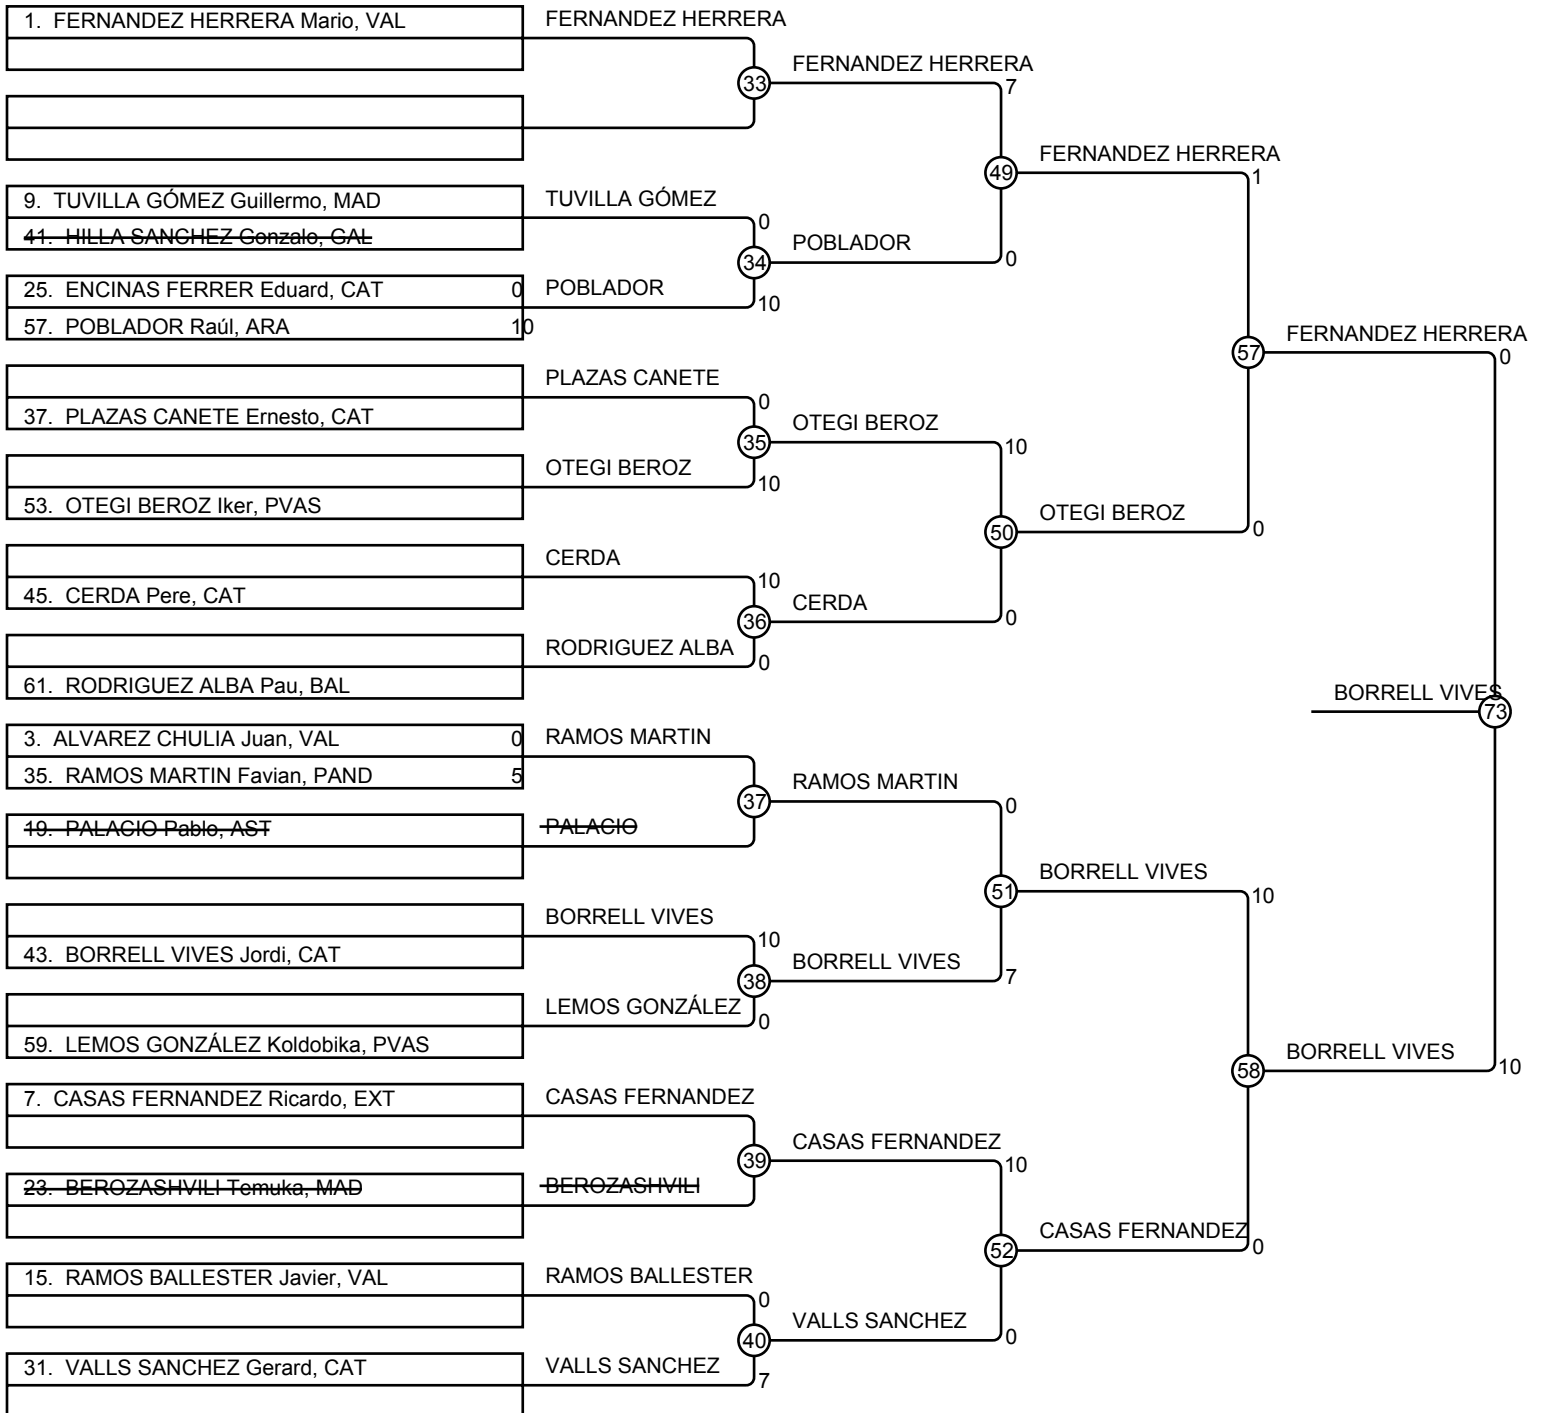 1. FERNANDEZ HERRERA Mario, VAL
FERNANDEZ HERRERA
33
FERNANDEZ HERRERA
7
49
FERNANDEZ HERRERA
1
9. TUVILLA GÓMEZ Guillermo, MAD
41. HILLA SANCHEZ Gonzalo, GAL
TUVILLA GÓMEZ
0
34
POBLADOR
0
25. ENCINAS FERRER Eduard, CAT 0
57. POBLADOR Raúl, ARA 10
POBLADOR
10
57
FERNANDEZ HERRERA
0
37. PLAZAS CANETE Ernesto, CAT
PLAZAS CANETE
0
35
OTEGI BEROZ
10
53. OTEGI BEROZ Iker, PVAS
OTEGI BEROZ
10
50
OTEGI BEROZ
0
45. CERDA Pere, CAT
CERDA
10
36
CERDA
0
61. RODRIGUEZ ALBA Pau, BAL
RODRIGUEZ ALBA
0
BORRELL VIVES
73
3. ALVAREZ CHULIA Juan, VAL 0
35. RAMOS MARTIN Favian, PAND 5
RAMOS MARTIN
37
RAMOS MARTIN
0
19. PALACIO Pablo, AST
PALACIO
51
BORRELL VIVES
10
43. BORRELL VIVES Jordi, CAT
BORRELL VIVES
10
38
BORRELL VIVES
7
59. LEMOS GONZÁLEZ Koldobika, PVAS
LEMOS GONZÁLEZ
0
58
BORRELL VIVES
10
7. CASAS FERNANDEZ Ricardo, EXT
CASAS FERNANDEZ
39
CASAS FERNANDEZ
10
23. BEROZASHVILI Temuka, MAD
BEROZASHVILI
52
CASAS FERNANDEZ
0
15. RAMOS BALLESTER Javier, VAL
RAMOS BALLESTER
0
40
VALLS SANCHEZ
0
31. VALLS SANCHEZ Gerard, CAT
VALLS SANCHEZ
7